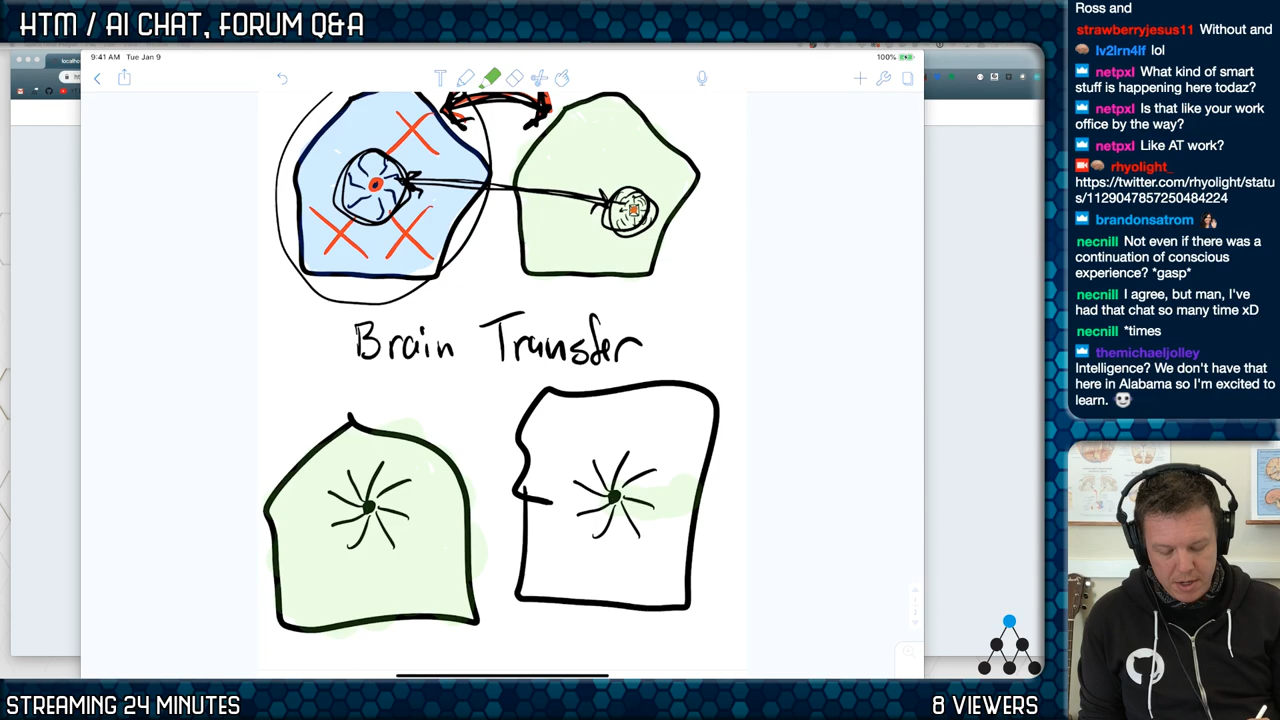 HTM / AI CHAT, FORUM Q&A
9:41 AM Tue Jan 9
100%
Brain Transfer
Ross and
strawberryjesus11 Without and
lv2lrn4lf lol
netpxl What kind of smart
stuff is happening here todaz?
netpxl Is that like your work
office by the way?
netpxl Like AT work?
rhyolight_
https://twitter.com/rhyolight/statu
s/1129047857250484224
brandonsatrom
necnill Not even if there was a
continuation of conscious
experience? *gasp*
necnill I agree, but man, I've
had that chat so many time xD
necnill *times
themichaeljolley
Intelligence? We don't have that
here in Alabama so I'm excited to
learn.
STREAMING 24 MINUTES
8 VIEWERS